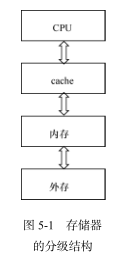 CPU
cache
内存
外存
图 5-1 存储器
的分级结构